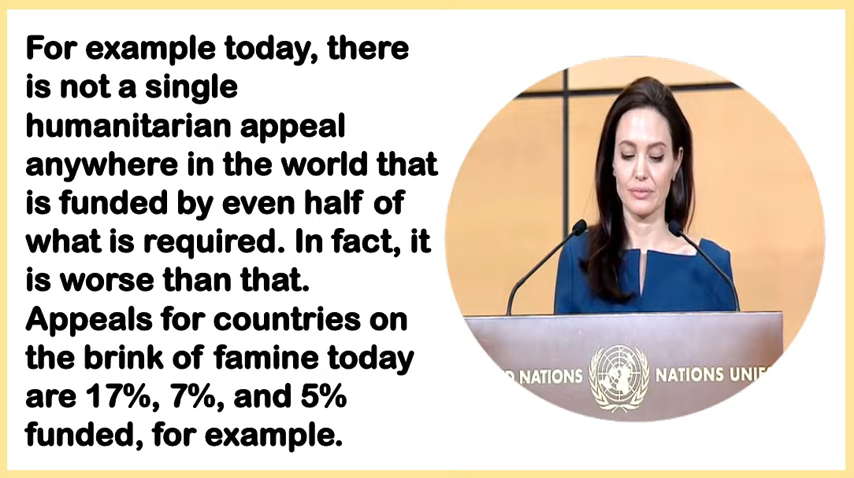 For example today, there
is not a single
humanitarian appeal
anywhere in the world that
is funded by even half of
what is required. In fact, it
is worse than that.
Appeals for countries on
the brink of famine today
are 17%, 7%, and 5%
funded, for example.
D NATIONS
NATIONS UNIES